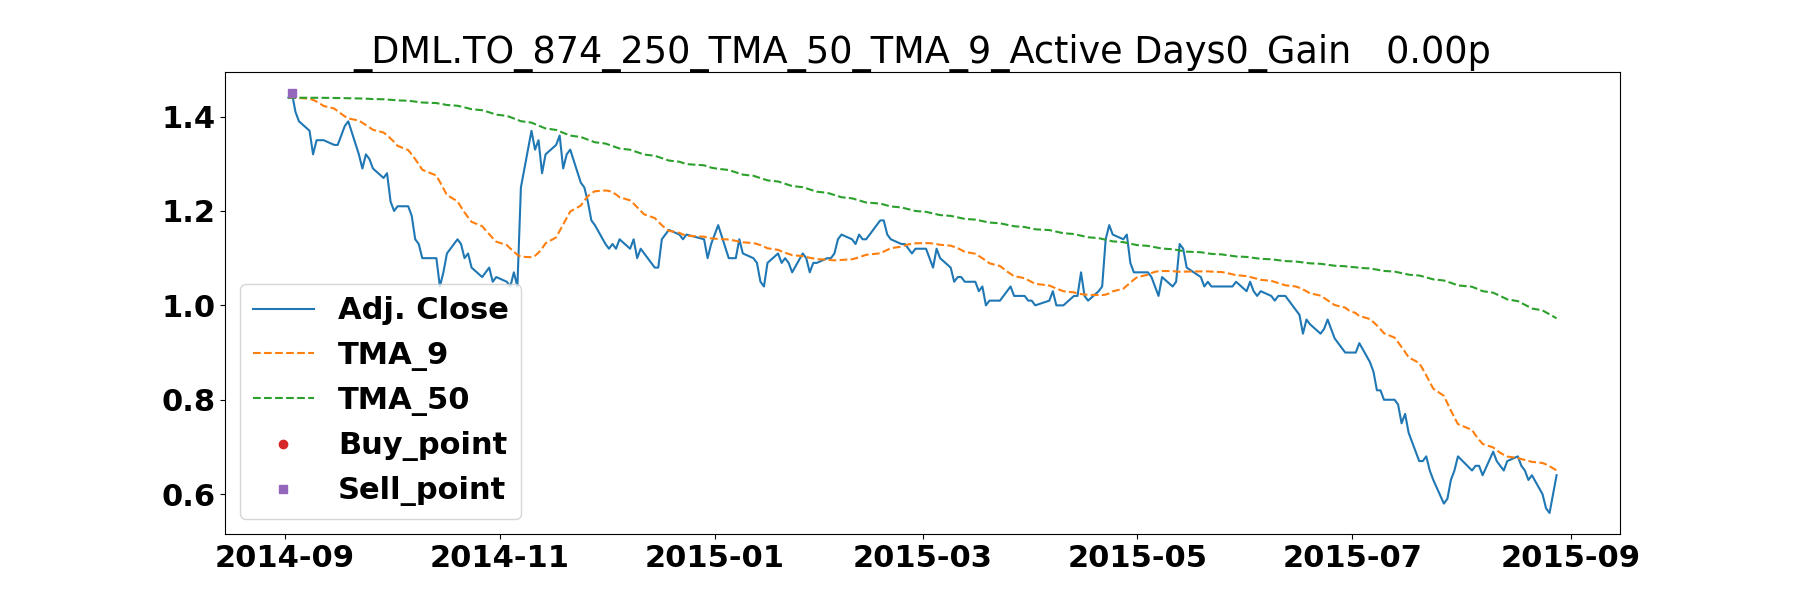 _DML.TO_874_250_TMA_50_TMA_9_Active Days0_Gain   0.00p
1.4
1.2
1.0
0.8
0.6
Adj. Close
TMA_9
TMA_50
Buy_point
Sell_point
2014-09 2014-11 2015-01 2015-03 2015-05 2015-07 2015-09